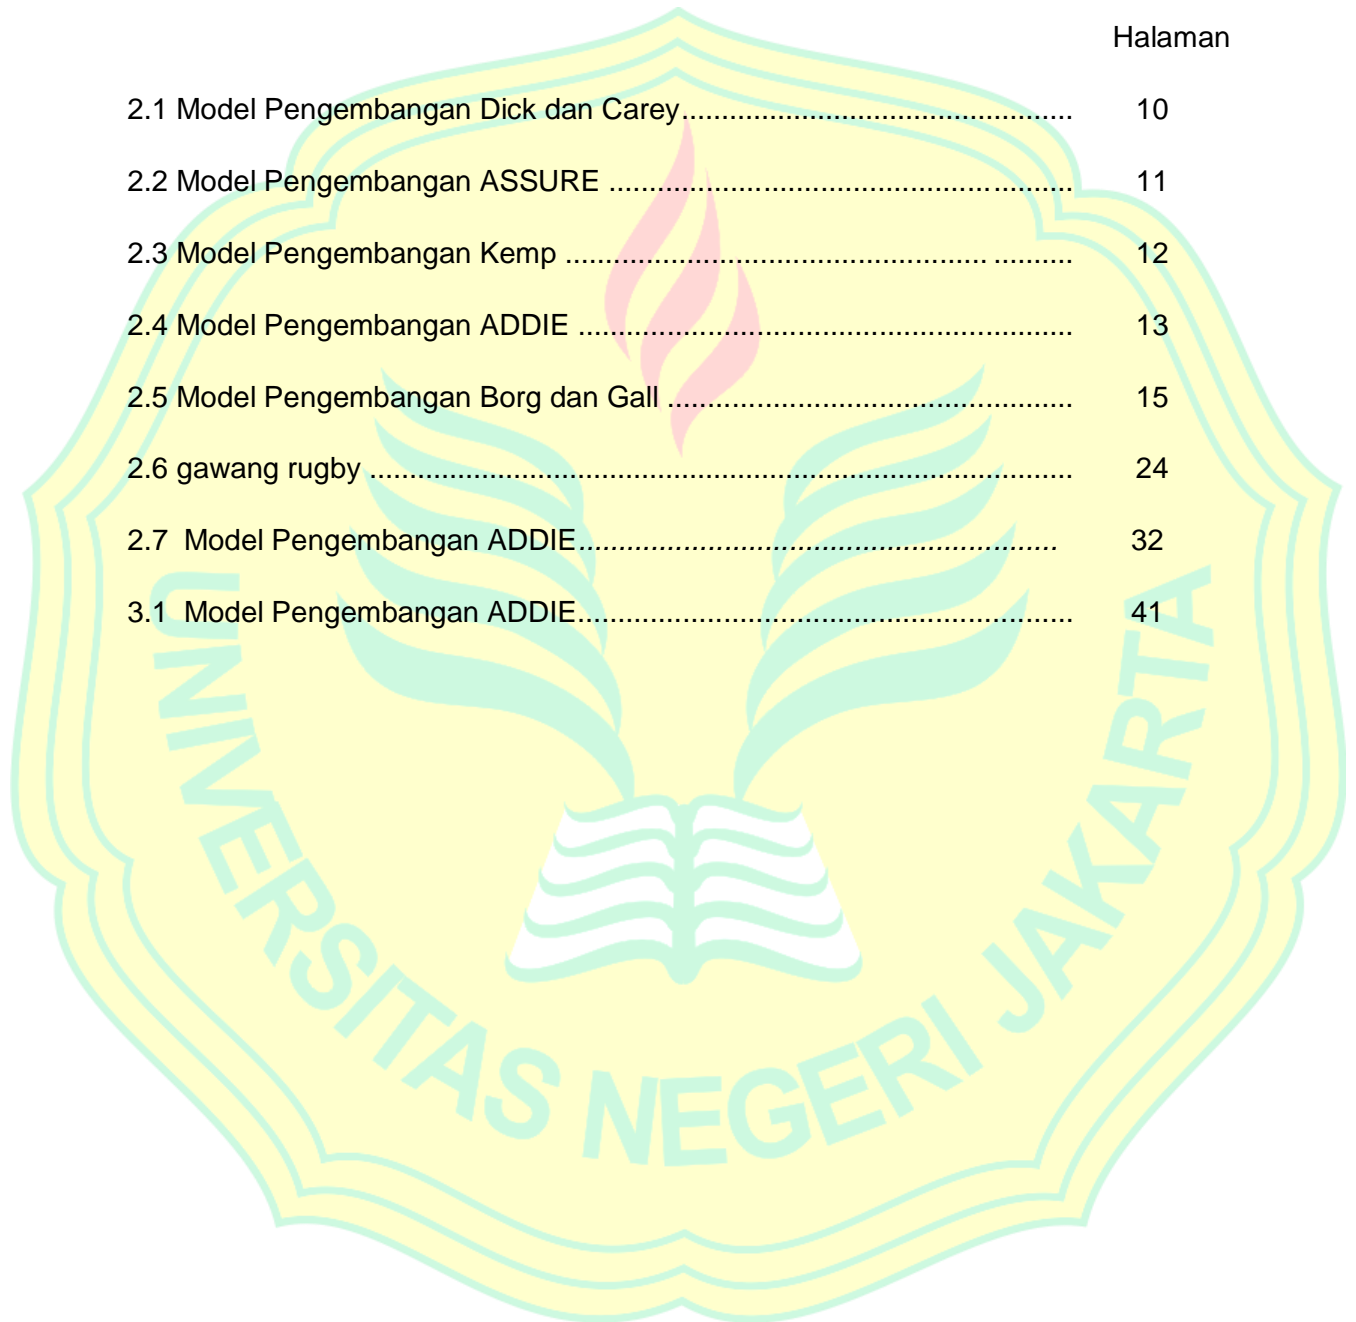 Halaman
2.1 Model Pengembangan Dick dan Carey................................................ 10
2.2 Model Pengembangan ASSURE ......................................................... 11
2.3 Model Pengembangan Kemp .................................................... .......... 12
2.4 Model Pengembangan ADDIE ............................................................. 13
2.5 Model Pengembangan Borg dan Gall .................................................. 15
2.6 gawang rugby ....................................................................................... 24
2.7 Model Pengembangan ADDIE........................................................... 32
3.1 Model Pengembangan ADDIE............................................................. 41
UNIVERSITAS NEGERI JAKARTA